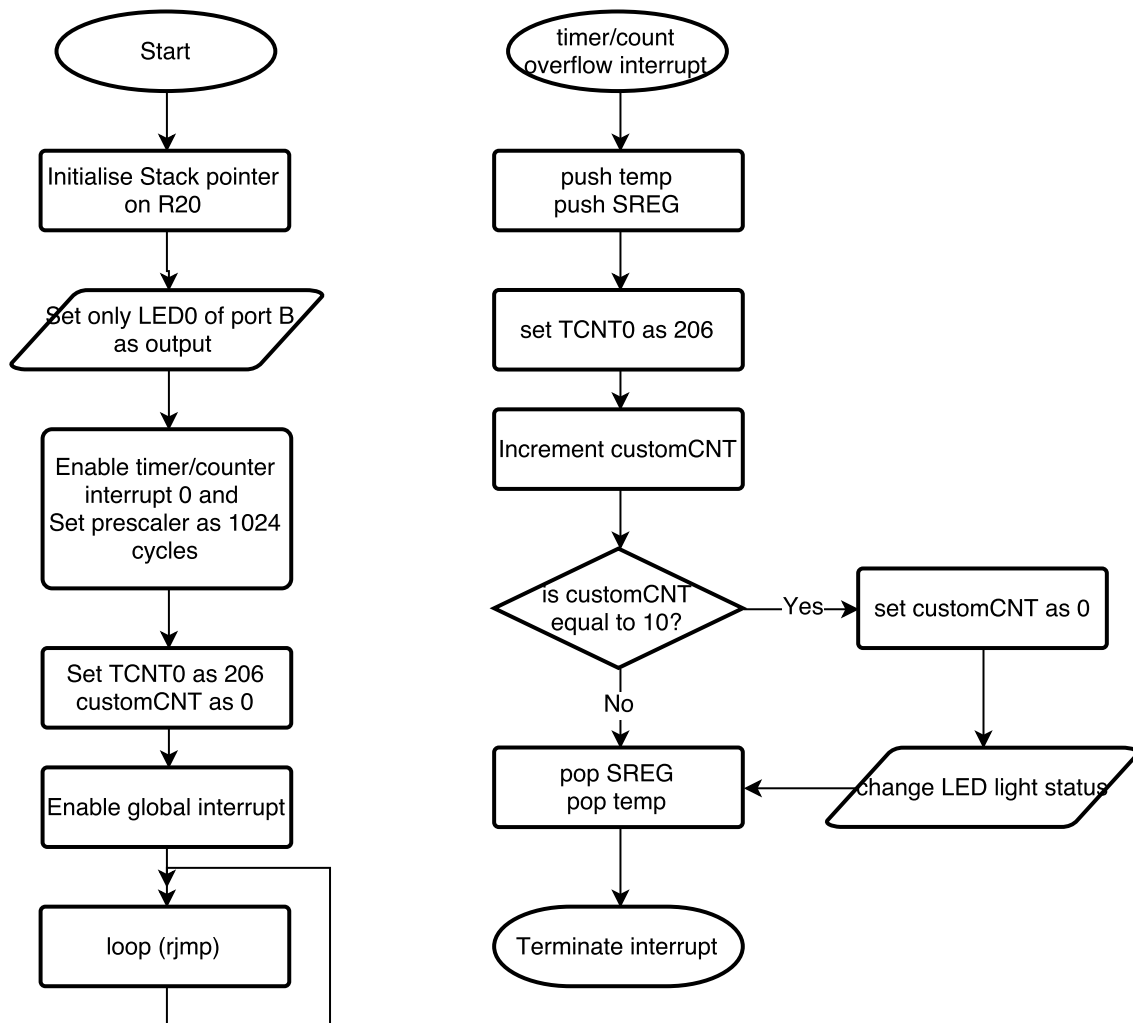 Start
Initialise Stack pointer
on R20
Set only LED0 of port B
as output
Enable timer/counter
interrupt 0 and
Set prescaler as 1024
cycles
Set TCNT0 as 206
customCNT as 0
Enable global interrupt
loop (rjmp)
timer/count
overflow interrupt
push temp
push SREG
set TCNT0 as 206
Increment customCNT
is customCNT
equal to 10?
Yes
set customCNT as 0
No
pop SREG
pop temp
change LED light status
Terminate interrupt